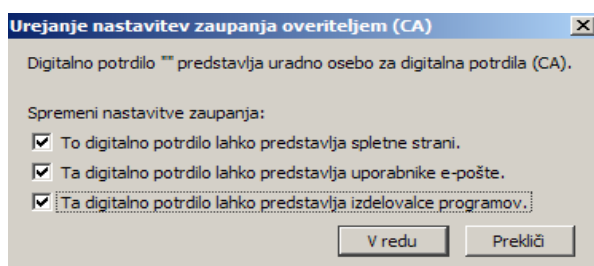 Urejanje nastavitev zaupanja overiteljem (CA)
Digitalno potrdilo "" predstavlja uradno osebo za digitalna potrdila (CA).
Spremeni nastavitve zaupanja:
To digitalno potrdilo lahko predstavlja spletne strani.
Ta digitalno potrdilo lahko predstavlja uporabnike e-pošte.
Ta digitalno potrdilo lahko predstavlja izdelovalce programov.
V redu Prekliči